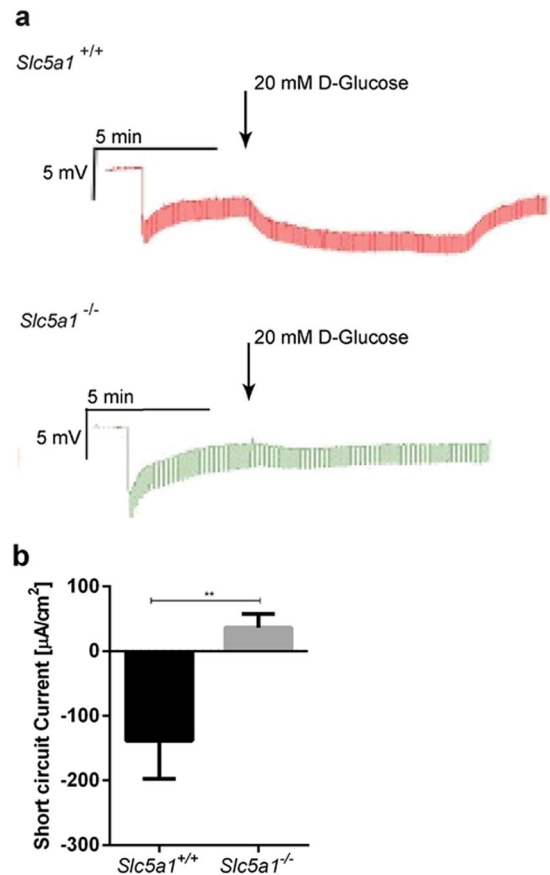 a
Slc5a1 +/+
20 mM D-Glucose
5 min
5 mV
Slc5a1 -/-
20 mM D-Glucose
5 min
5 mV
b
Short circuit Current [µA/cm²]
100
**
0
-100
-200
-300
Slc5a1+/+ Slc5a1-/-